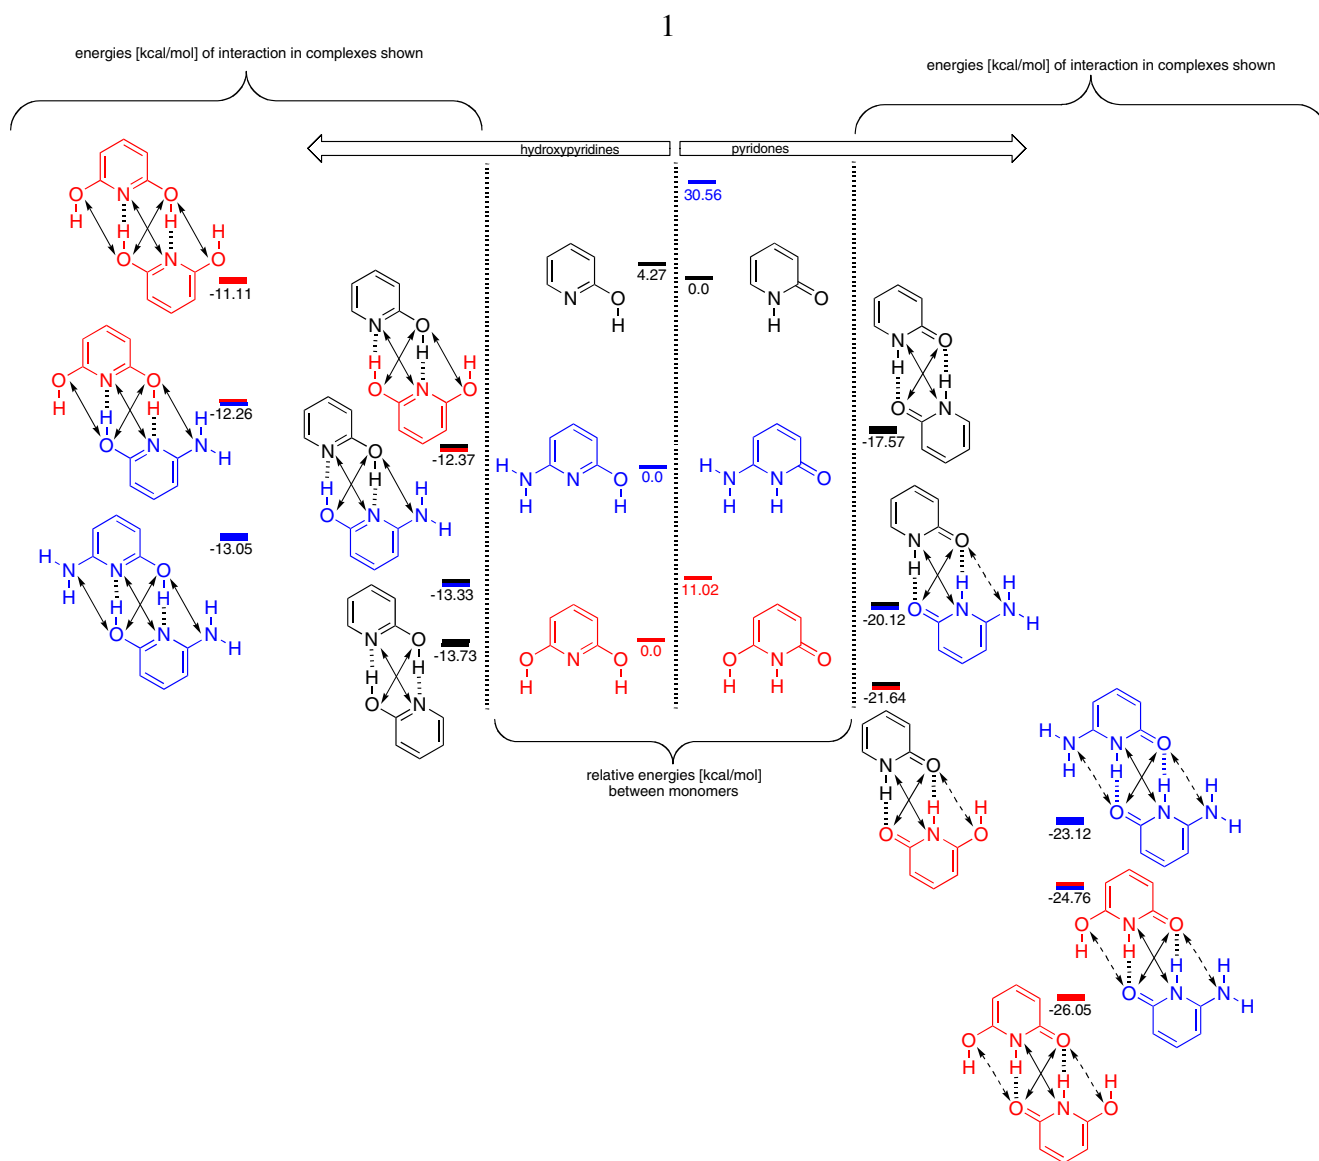 1
energies [kcal/mol] of interaction in complexes shown
energies [kcal/mol] of interaction in complexes shown
hydroxypyridines
pyridones
30.56
4.27
0.0
O
N
O
H
H
H
H
H
O
N
O
-11.11
N
O
H
N
H
O
N
O
H
H
H
O
N
O
-12.37
N
O
H
H
O
N
H
-17.57
O
N
O
H
H
H
H
O
N
N
H
-12.26
N
O
H
H
H
O
N
N
H
-13.33
H
N
H
N
O
H
0.0
H
N
H
N
H
O
H
N
H
N
O
H
H
H
H
O
N
N
H
-13.05
N
O
H
H
O
N
-13.73
O
H
N
O
H
0.0
11.02
O
H
N
H
O
N
O
H
H
H
O
N
N
H
-20.12
-21.64
N
O
H
H
H
O
N
O
relative energies [kcal/mol]
between monomers
H
N
H
N
O
H
H
H
O
N
N
H
-23.12
-24.76
O
H
N
O
H
H
H
O
N
N
H
-26.05
O
H
N
O
H
H
H
O
N
O